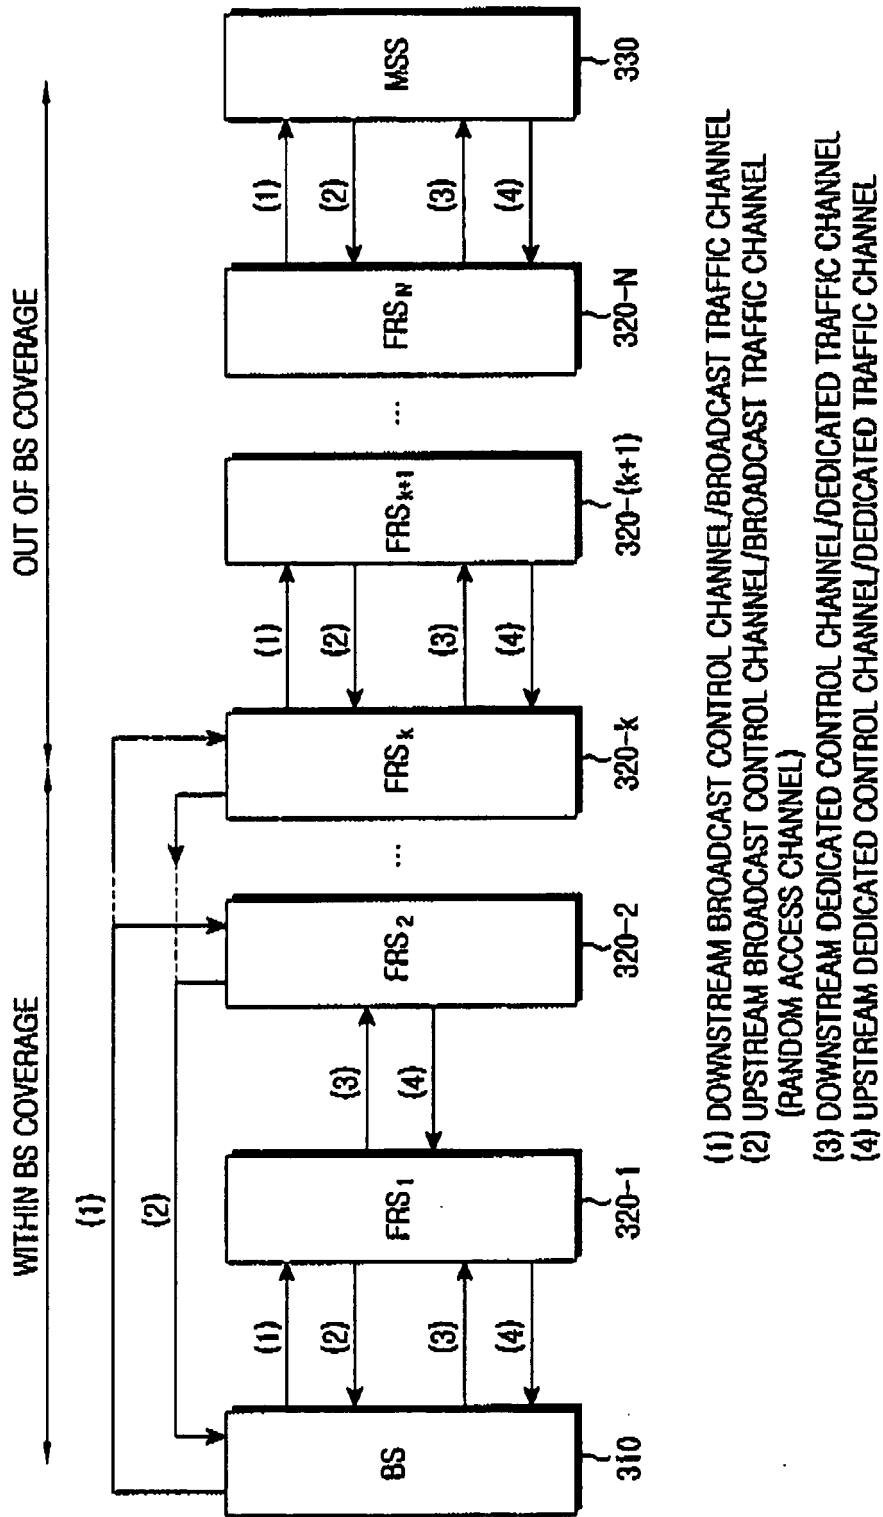 WITHIN BS COVERAGE
OUT OF BS COVERAGE
(1)
(2)
(1)
(2)
(3)
(4)
(3)
(4)
(1)
(2)
(3)
(4)
(1)
(2)
(3)
(4)
BS
FRS1
FRS2
...
FRSk
FRSk+1
...
FRSN
MSS
310
320-1
320-2
320-k
320-(k+1)
320-N
330
(1) DOWNSTREAM BROADCAST CONTROL CHANNEL/BROADCAST TRAFFIC CHANNEL
(2) UPSTREAM BROADCAST CONTROL CHANNEL/BROADCAST TRAFFIC CHANNEL
(RANDOM ACCESS CHANNEL)
(3) DOWNSTREAM DEDICATED CONTROL CHANNEL/DEDICATED TRAFFIC CHANNEL
(4) UPSTREAM DEDICATED CONTROL CHANNEL/DEDICATED TRAFFIC CHANNEL